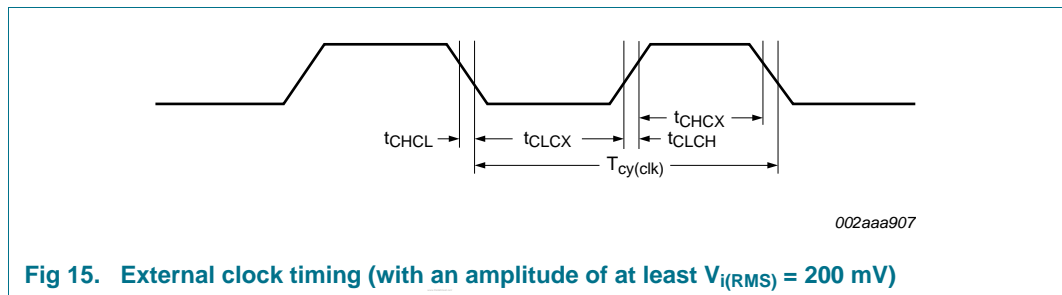 tCHCX
tCHCL tCLCX tCLCH
Tcy(clk)
002aaa907
Fig 15. External clock timing (with an amplitude of at least Vi(RMS) = 200 mV)